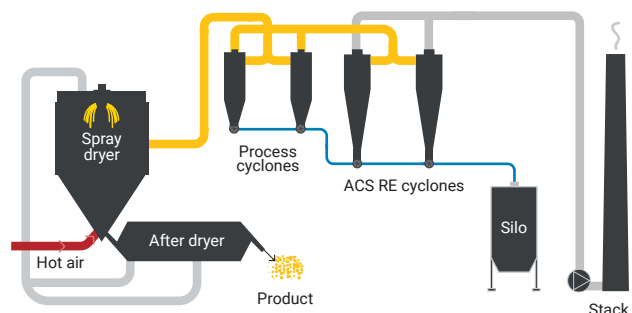 Spray
dryer
Process
cyclones
ACS RE cyclones
Silo
After dryer
Hot air
Product
Stack